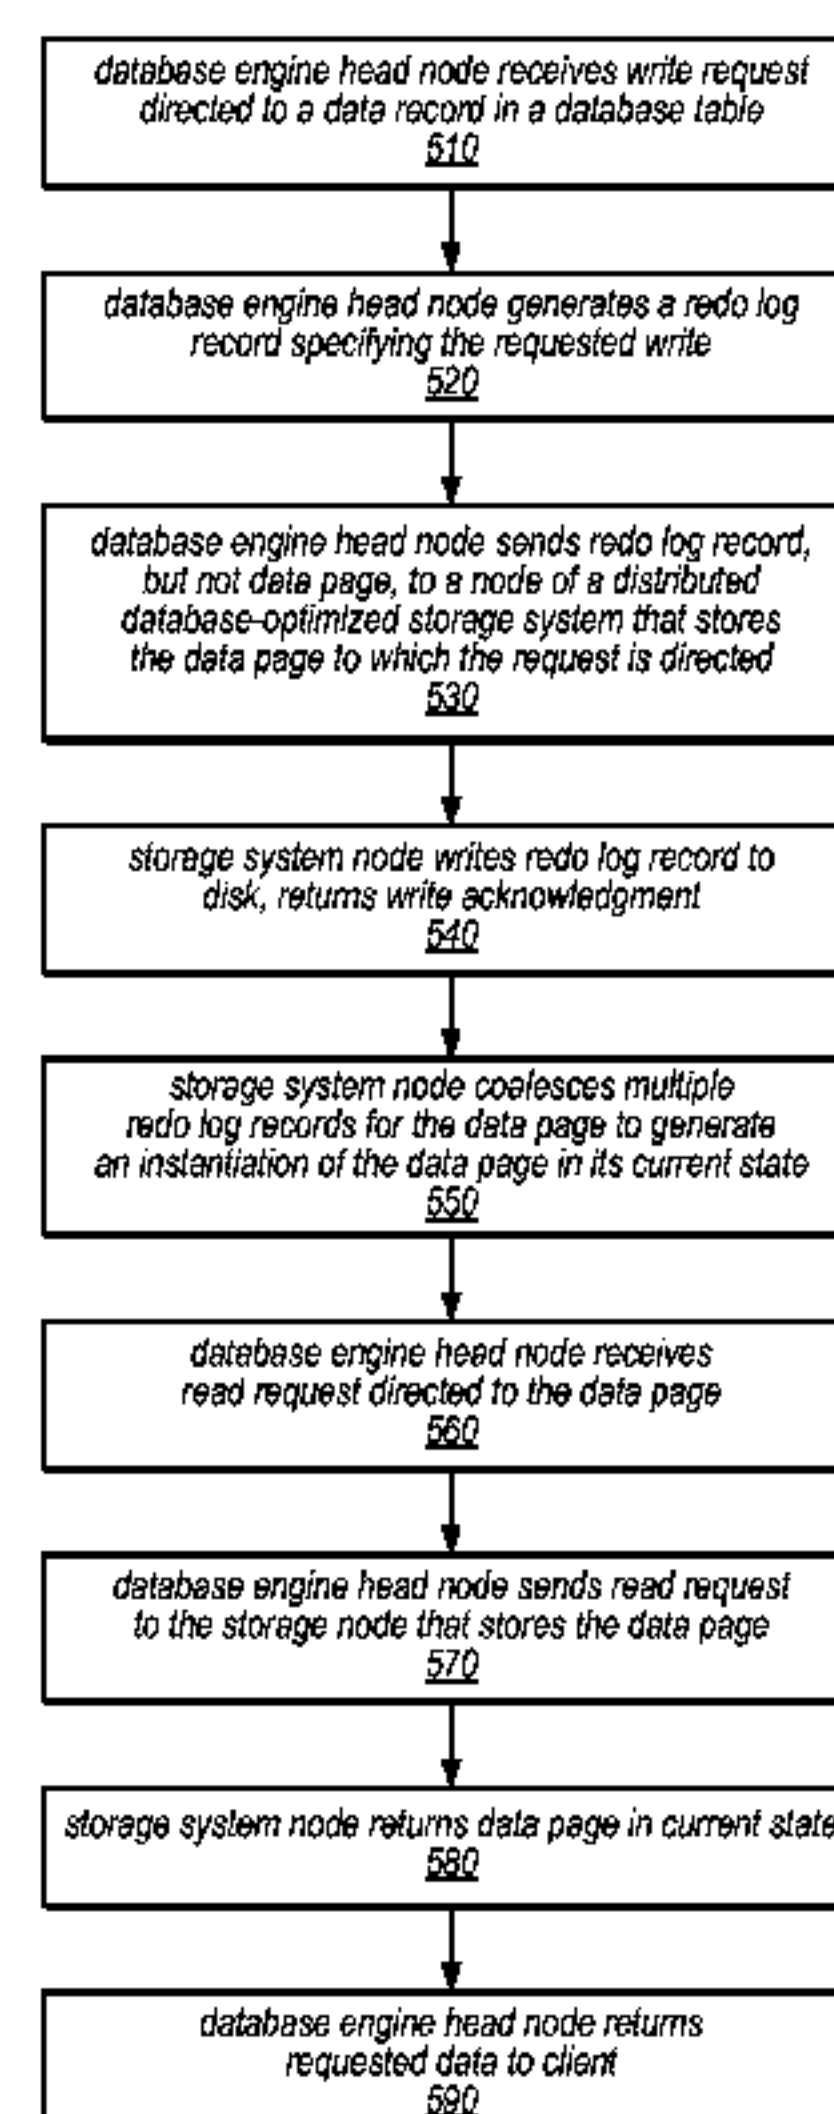 database engine head node receives write request
directed to a data record in a database table
510
database engine head node generates a redo log
record specifying the requested write
520
database engine head node sends redo log record,
but not data page, to a node of a distributed
database-optimized storage system that stores
the data page to which the request is directed
530
storage system node writes redo log record to
disk, returns write acknowledgment
540
storage system node coalesces multiple
redo log records for the data page to generate
an instantiation of the data page in its current state
550
database engine head node receives
read request directed to the data page
560
database engine head node sends read request
to the storage node that stores the data page
570
storage system node returns data page in current state
580
database engine head node returns
requested data to client
590